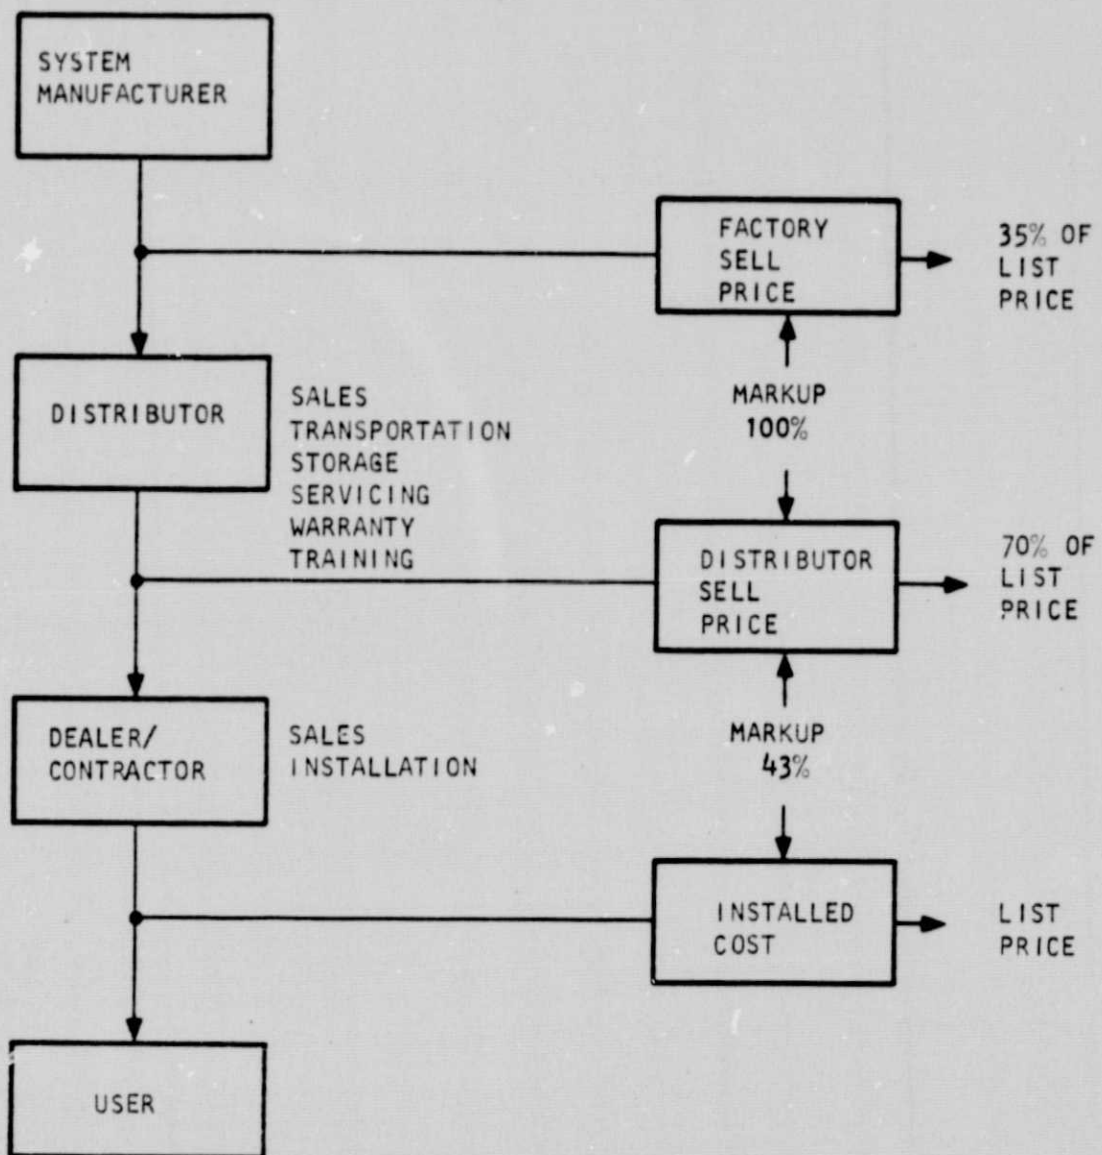 SYSTEM
MANUFACTURER
FACTORY
SELL
PRICE
35% OF
LIST
PRICE
MARKUP
100%
DISTRIBUTOR
SALES
TRANSPORTATION
STORAGE
SERVICING
WARRANTY
TRAINING
DISTRIBUTOR
SELL
PRICE
70% OF
LIST
PRICE
MARKUP
43%
DEALER/
CONTRACTOR
SALES
INSTALLATION
INSTALLED
COST
LIST
PRICE
USER